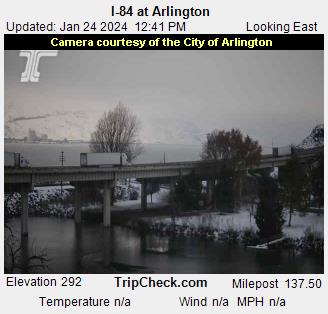 I-84 at Arlington
Updated: Jan 24 2024 12:41 PM Looking East
Camera courtesy of the City of Arlington
Elevation 292 TripCheck.com Milepost 137.50
Temperature n/a Wind n/a MPH n/a